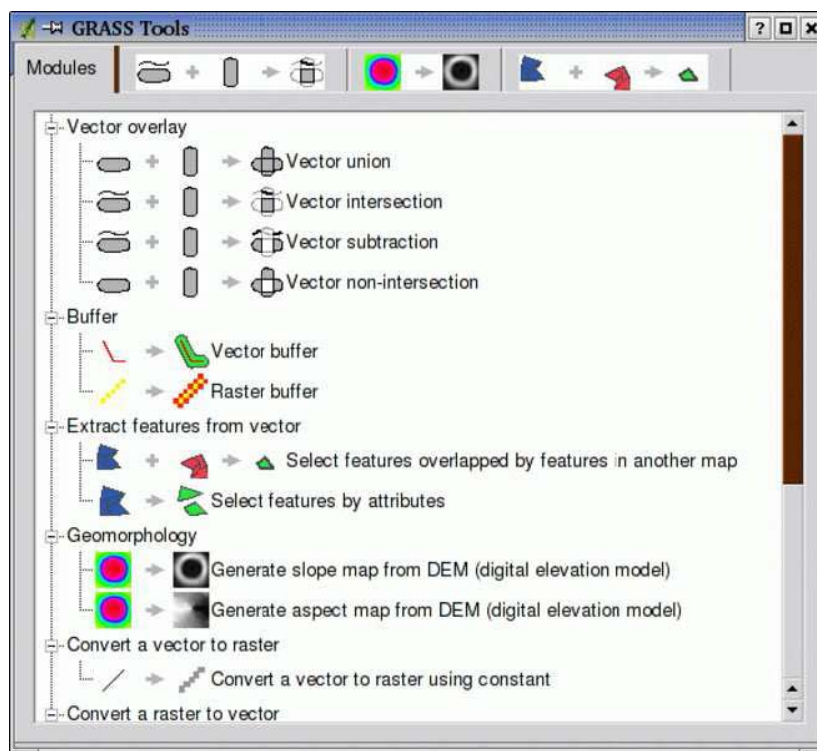 GRASS Tools
Modules
Vector overlay
Vector union
Vector intersection
Vector subtraction
Vector non-intersection
Buffer
Vector buffer
Raster buffer
Extract features from vector
Select features overlapped by features in another map
Select features by attributes
Geomorphology
Generate slope map from DEM (digital elevation model)
Generate aspect map from DEM (digital elevation model)
Convert a vector to raster
Convert a vector to raster using constant
Convert a raster to vector